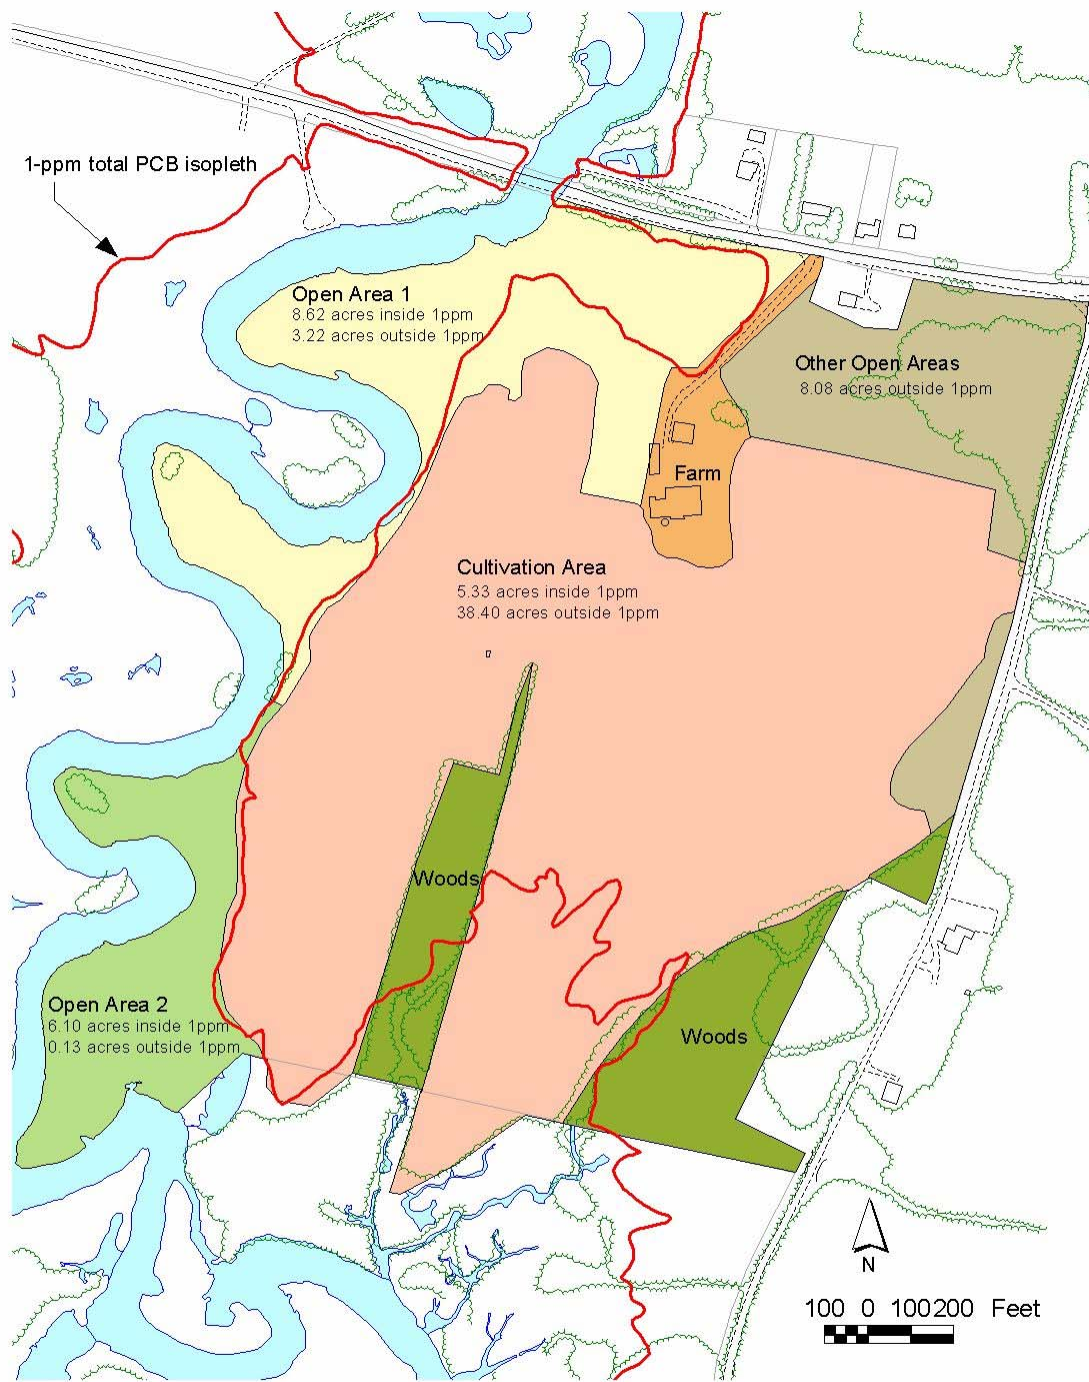 1-ppm total PCB isopleth
Open Area 1
8.62 acres inside 1ppm
3.22 acres outside 1ppm
Other Open Areas
8.08 acres outside 1ppm
Farm
Cultivation Area
5.33 acres inside 1ppm
38.40 acres outside 1ppm
Woods
Open Area 2
6.10 acres inside 1ppm
0.13 acres outside 1ppm
Woods
N
100 0 100200 Feet